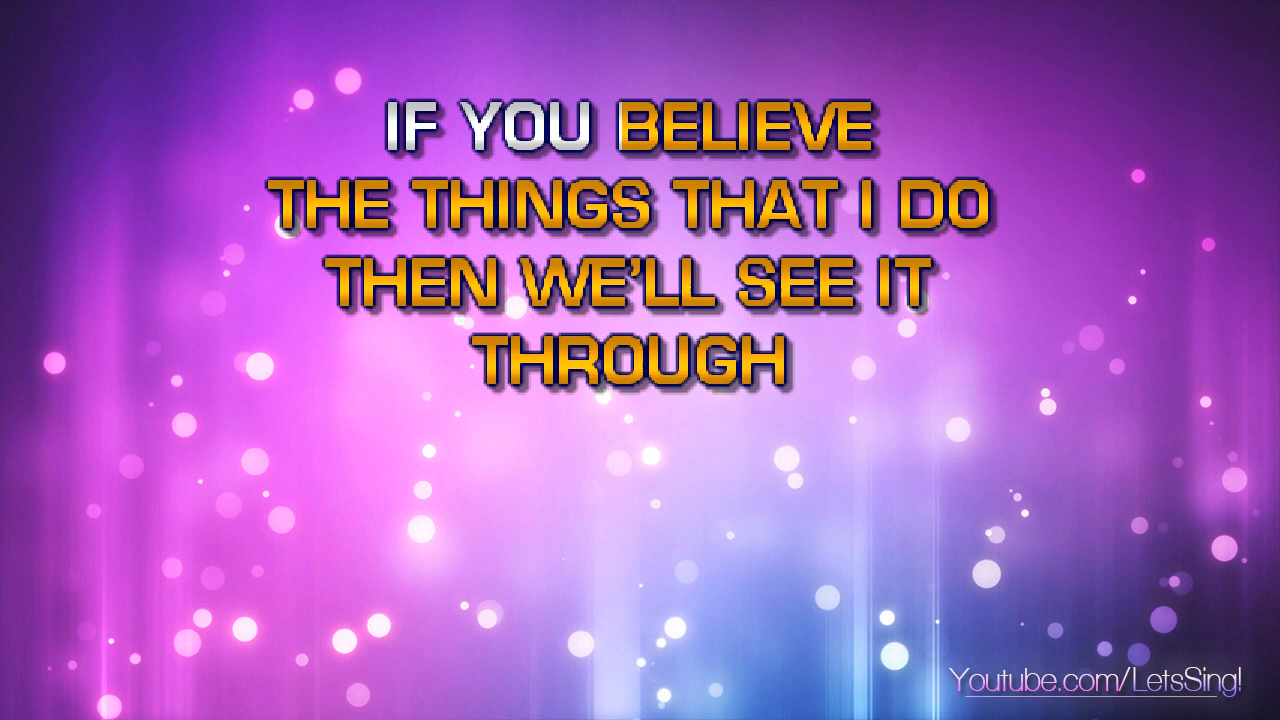 IF YOU BELIEVE
THE THINGS THAT I DO
THEN WE'LL SEE IT
THROUGH
Youtube.com/LetsSing!